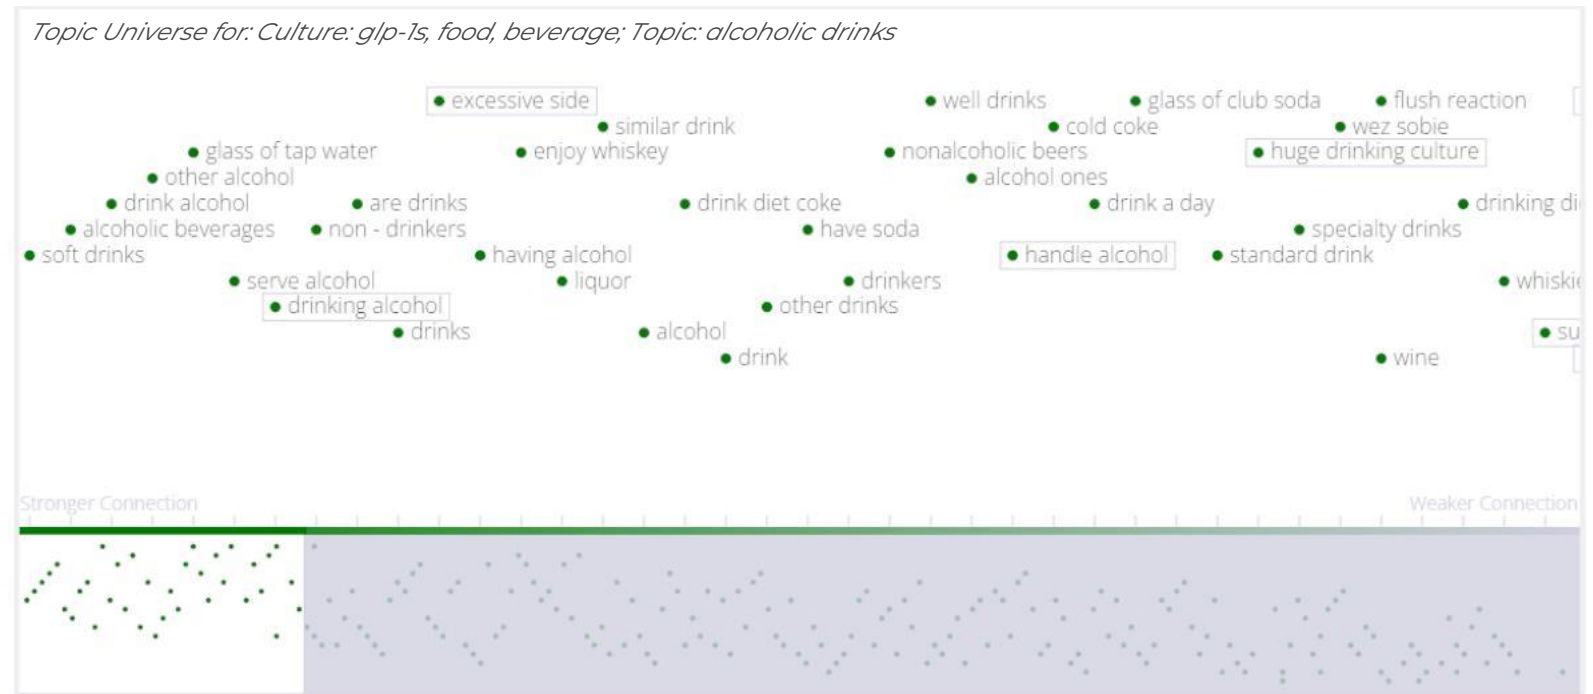 Topic Universe for: Culture: glp-1s, food, beverage; Topic: alcoholic drinks
excessive side
well drinks
glass of club soda
flush reaction
similar drink
cold coke
wez sobie
glass of tap water
enjoy whiskey
nonalcoholic beers
huge drinking culture
other alcohol
alcohol ones
drink alcohol
are drinks
drink diet coke
drink a day
drinking
alcoholic beverages
non - drinkers
have soda
specialty drinks
soft drinks
having alcohol
handle alcohol
standard drink
serve alcohol
liquor
drinkers
drinking alcohol
other drinks
drinks
alcohol
drink
wine
Stronger Connection
Weaker Connection